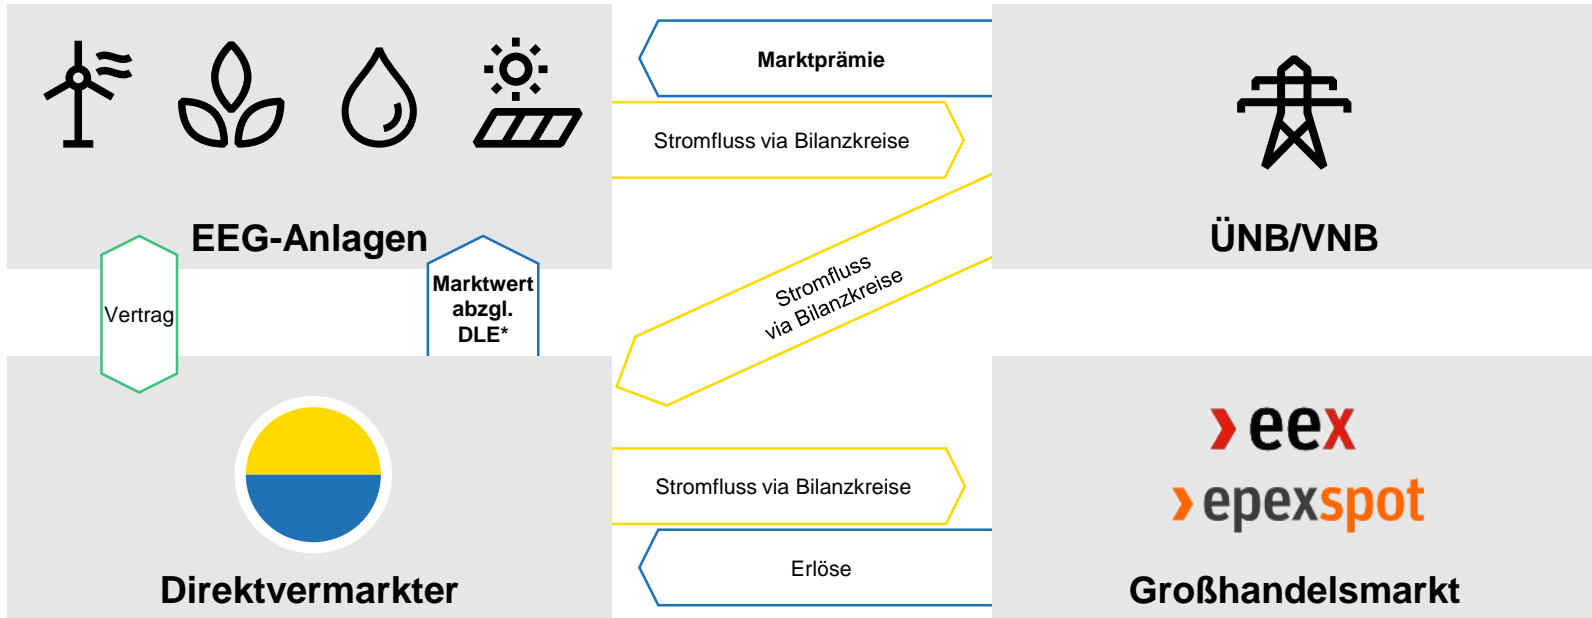 Marktprämie
Stromfluss via Bilanzkreise
EEG-Anlagen
ÜNB/VNB
Vertrag
Marktwert
abzgl.
DLE*
Stromfluss
via Bilanzkreise
eex
epexspot
Stromfluss via Bilanzkreise
Erlöse
Direktvermarkter
Großhandelsmarkt